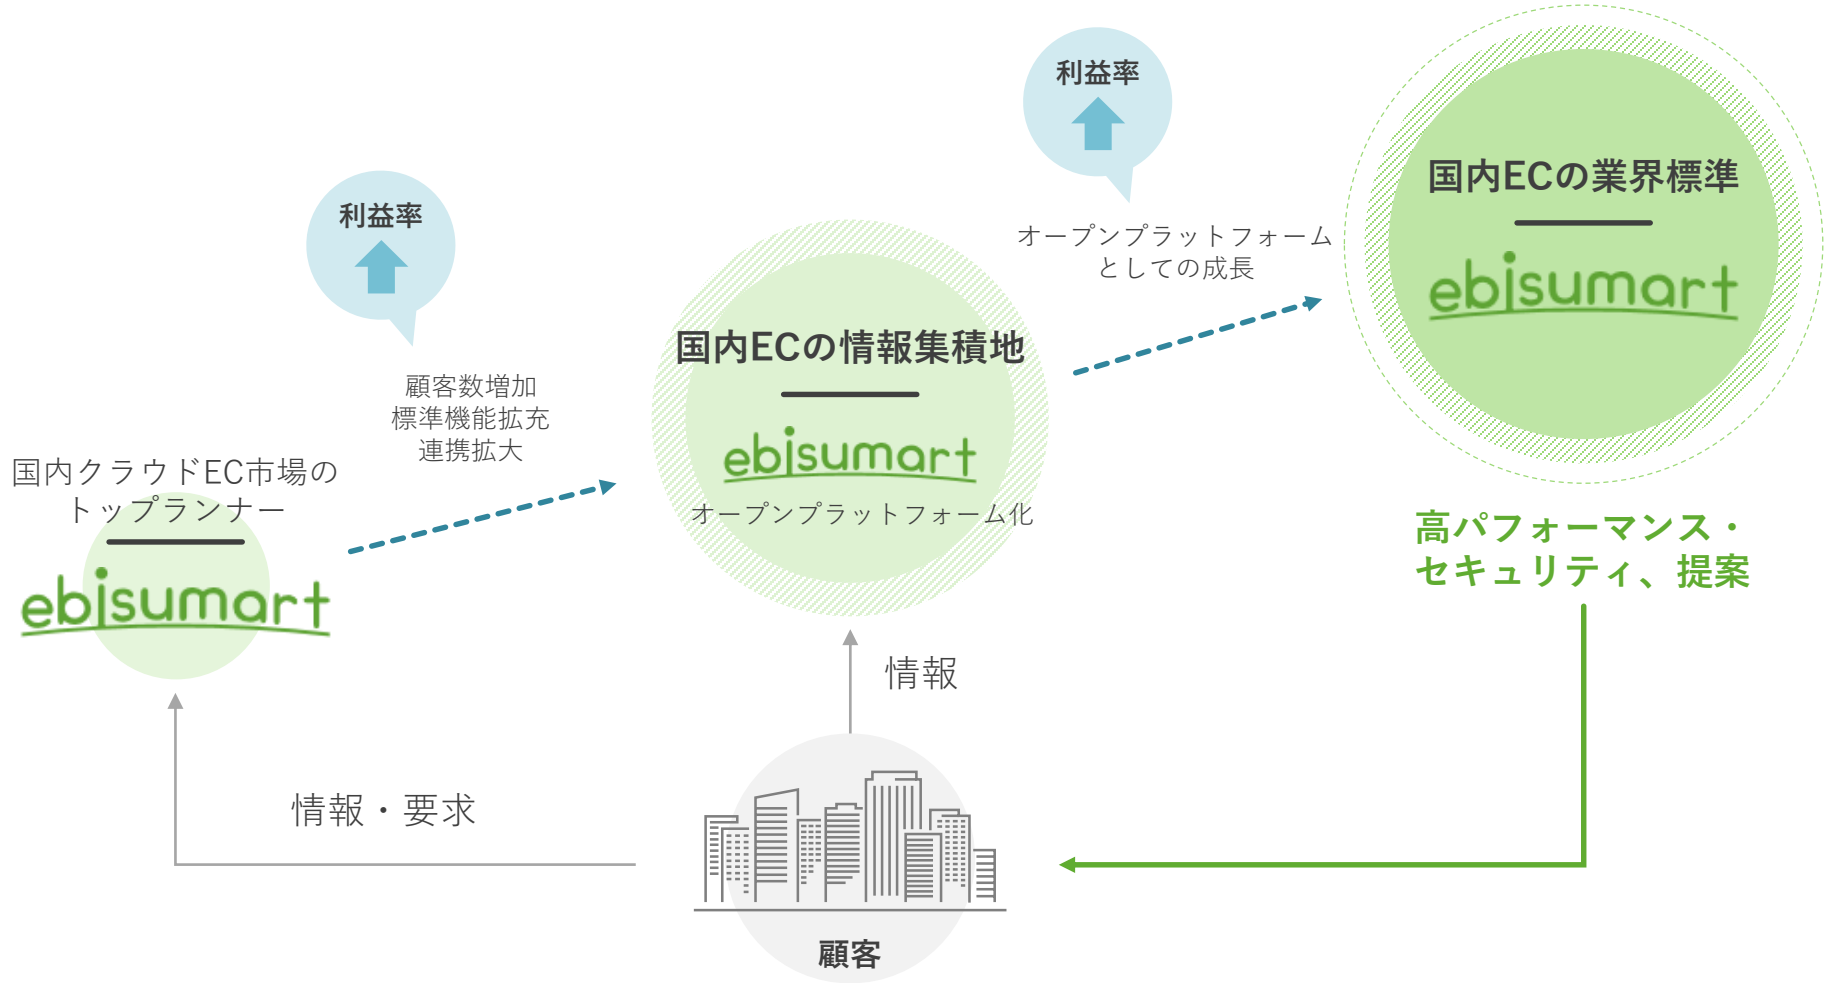 利益率
国内ECの業界標準
ebisumart
利益率
オープンプラットフォーム
としての成長
国内ECの情報集積地
ebisumart
オープンプラットフォーム化
顧客数増加
標準機能拡充
連携拡大
国内クラウドEC市場の
トップランナー
ebisumart
高パフォーマンス・
セキュリティ、提案
情報
情報・要求
顧客